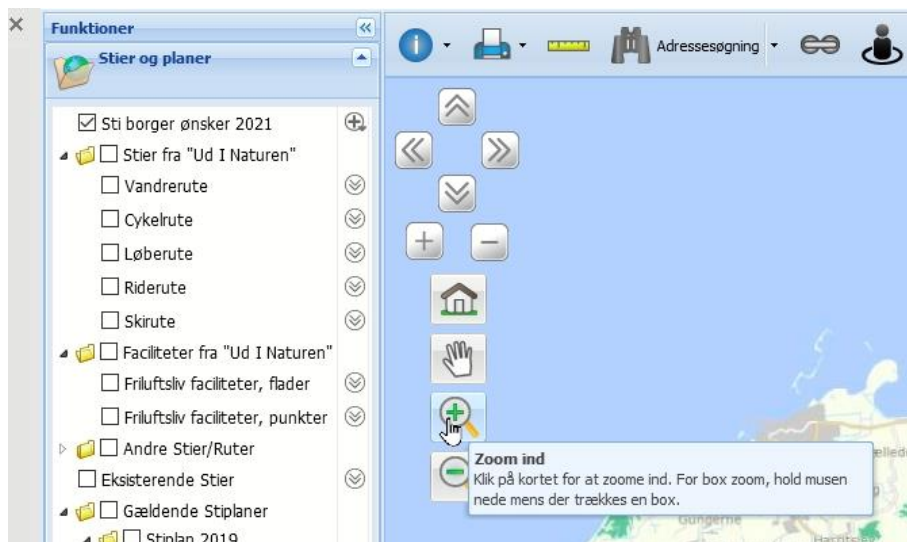 Funktioner
Stier og planer
Adressesøgning
Sti borger ønsker 2021
Stier fra "Ud I Naturen"
Vandrerute
Cykelrute
Løberute
Riderute
Skirute
Faciliteter fra "Ud I Naturen"
Friluftsliv faciliteter, flader
Friluftsliv faciliteter, punkter
Andre Stier/Ruter
Eksisterende Stier
Gældende Stiplaner
Stiplan 2019
in
Zoom ind
Klik på kortet for at zoome ind. For box zoom, hold musen
nede mens der trækkes en box.
Gungerne